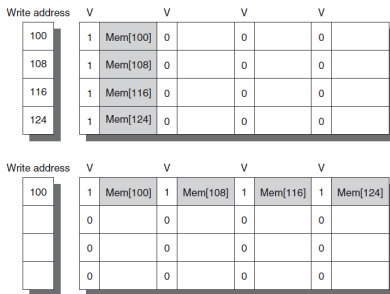 Write address V V V V
100 1 Mem[100] 0 0 0
108 1 Mem[108] 0 0 0
116 1 Mem[116] 0 0 0
124 1 Mem[124] 0 0 0
Write address V V V V
100 1 Mem[100] 1 Mem[108] 1 Mem[116] 1 Mem[124]
0 0 0 0
0 0 0 0
0 0 0 0